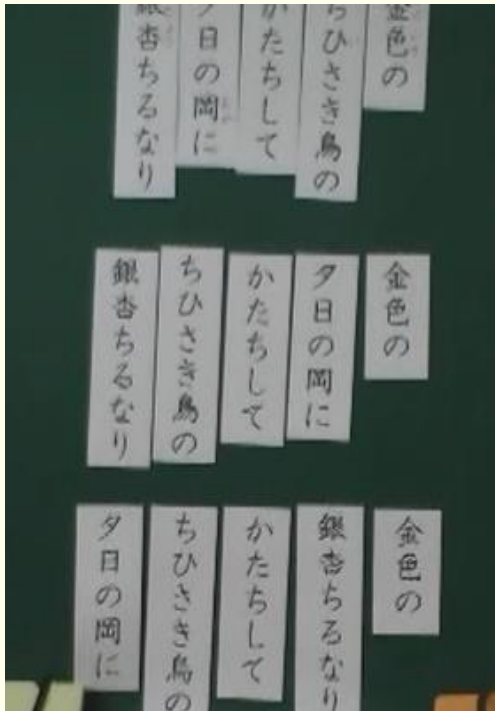 金色の
ちひさき鳥の
かたちして
夕日の岡に
銀杏ちるなり
金色の
夕日の岡に
かたちして
ちひさき鳥の
銀杏ちるなり
金色の
銀杏ちるなり
かたちして
ちひさき鳥の
夕日の岡に